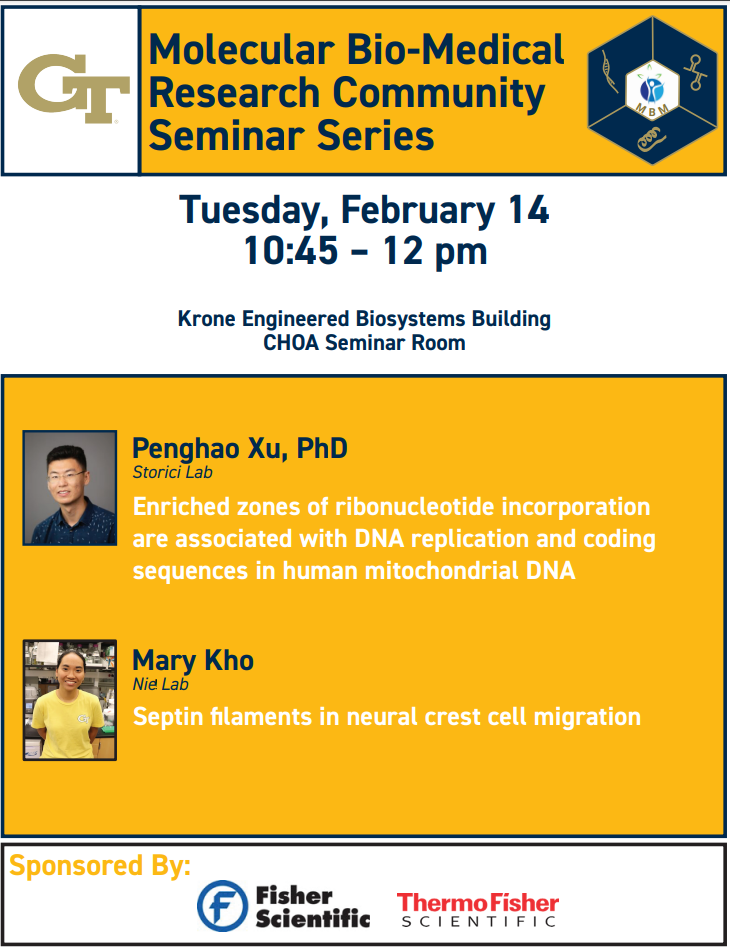 GT
Molecular Bio-Medical
Research Community
Seminar Series
MBM
Tuesday, February 14
10:45 – 12 pm
Krone Engineered Biosystems Building
CHOA Seminar Room
Penghao Xu, PhD
Storici Lab
Enriched zones of ribonucleotide incorporation
are associated with DNA replication and coding
sequences in human mitochondrial DNA
Mary Kho
Nie Lab
Septin filaments in neural crest cell migration
Sponsored By:
Fisher
Scientific
ThermoFisher
SCIENTIFIC